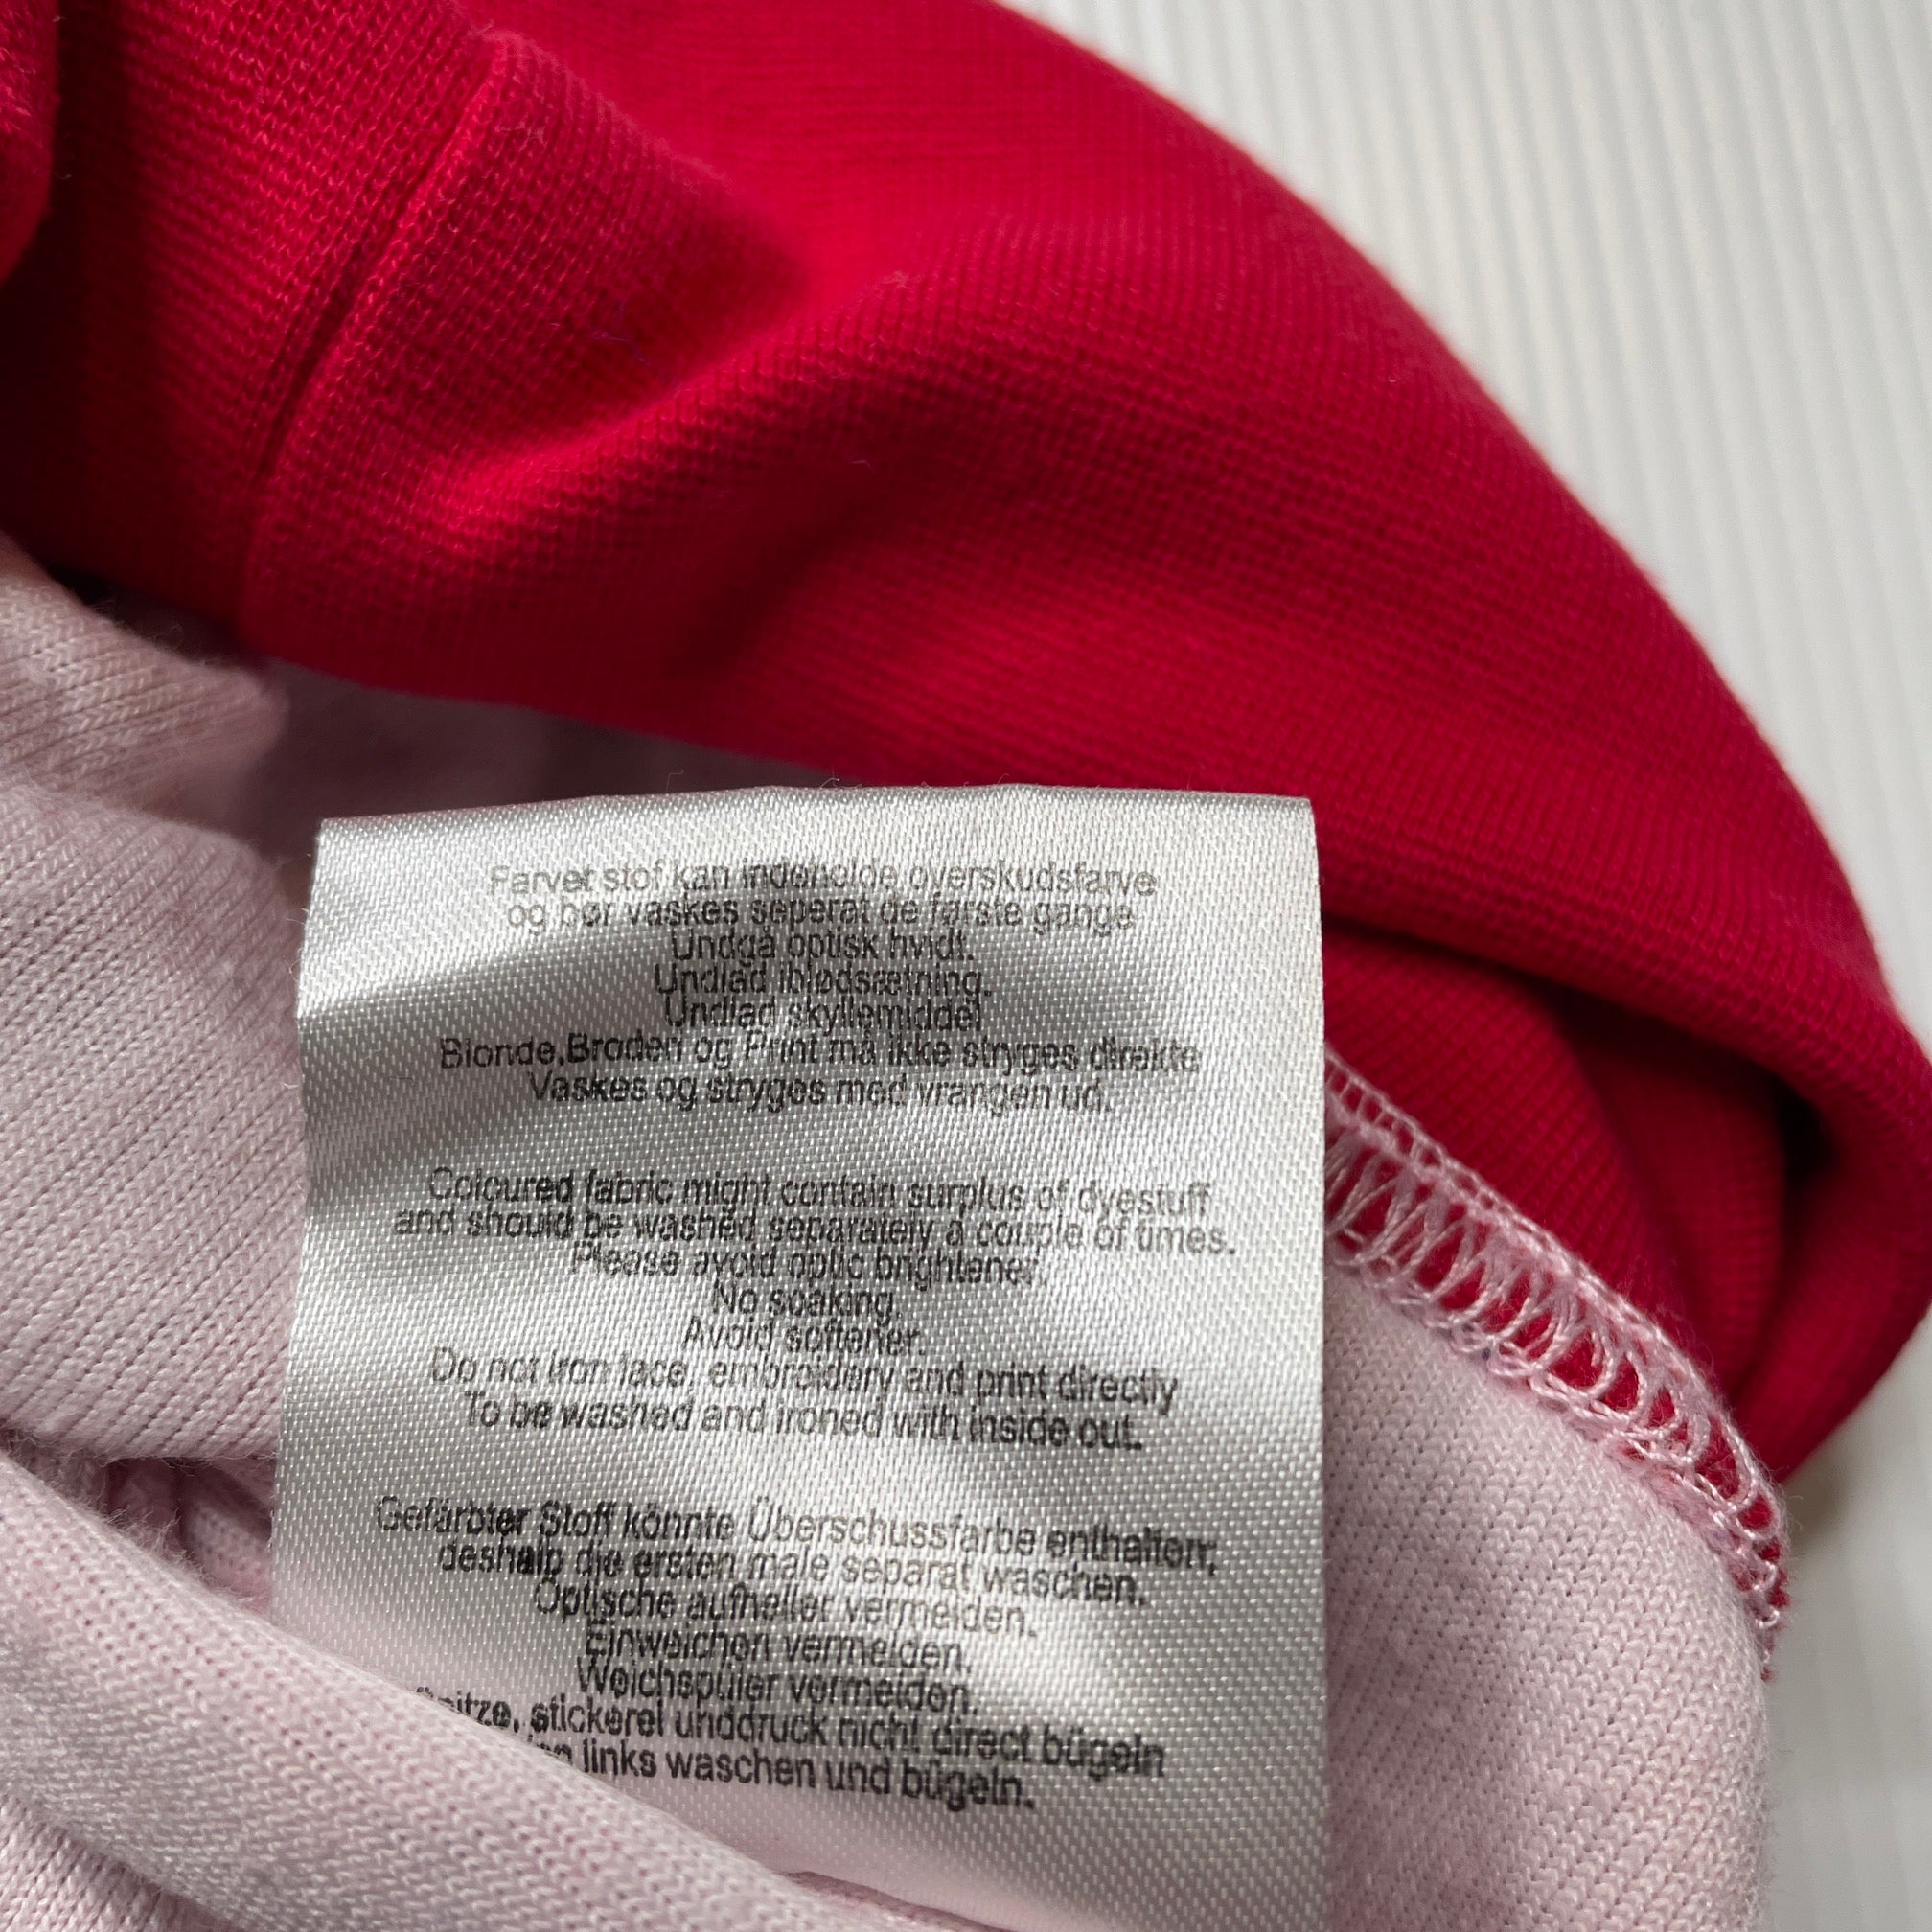 Farvet stof kan indeholde overskudsfarve
og bør vaskes seperat de første gange
Undgå optisk hvidt.
Undlad iblødsætning.
Undlad skyllemiddel
Blonde,Broderi og Print må ikke stryges direkte
Vaskes og stryges med vrangen ud.
Coloured fabric might contain surplus of dyestuff
and should be washed separately a couple of times.
Please avoid optic brightener.
No soaking.
Avoid softener.
Do not iron lace, embroidery and print directly
To be washed and ironed with inside out.
Gefärbter Stoff könnte Überschussfarbe enthalten,
deshalb die ersten male separat waschen.
Optische aufheller vermeiden.
Einweichen vermeiden.
Weichspüler vermeiden.
stickerei unddruck nicht direct bügeln
links waschen und bügeln.